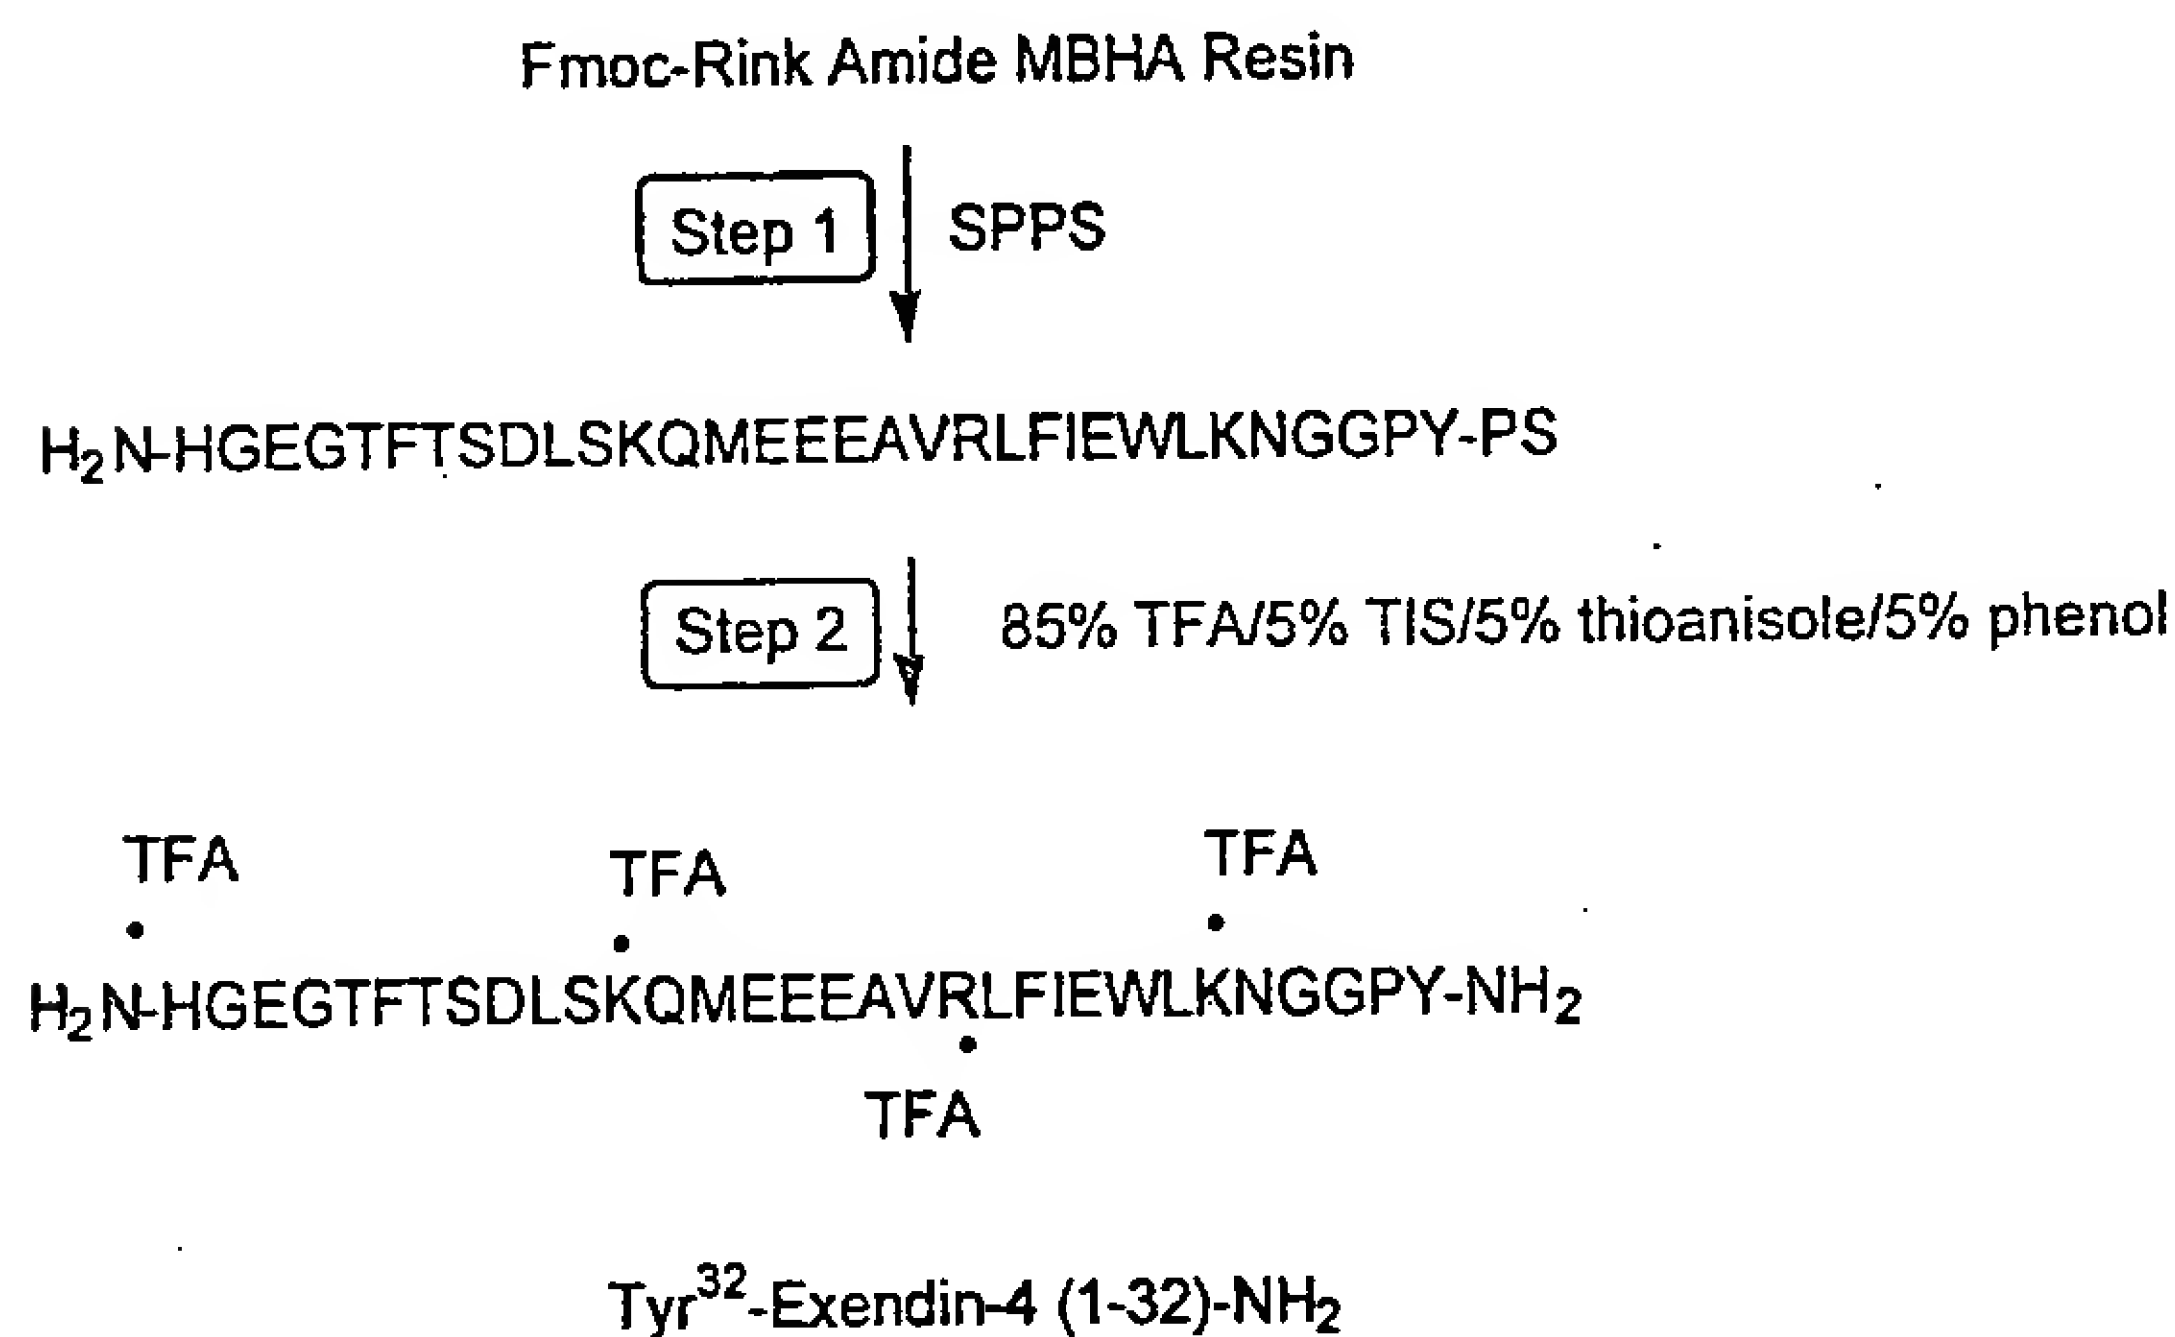 Fmoc-Rink Amide MBHA Resin
Step 1
SPPS
H₂N-HGEGTFTSDLSKQMEEEAVRLFIEWLKNGGPY-PS
Step 2
85% TFA/5% TIS/5% thioanisole/5% phenol
TFA
TFA
TFA
H₂N-HGEGTFTSDLSKQMEEEAVRLFIEWLKNGGPY-NH₂
TFA
Tyr³²-Exendin-4 (1-32)-NH₂